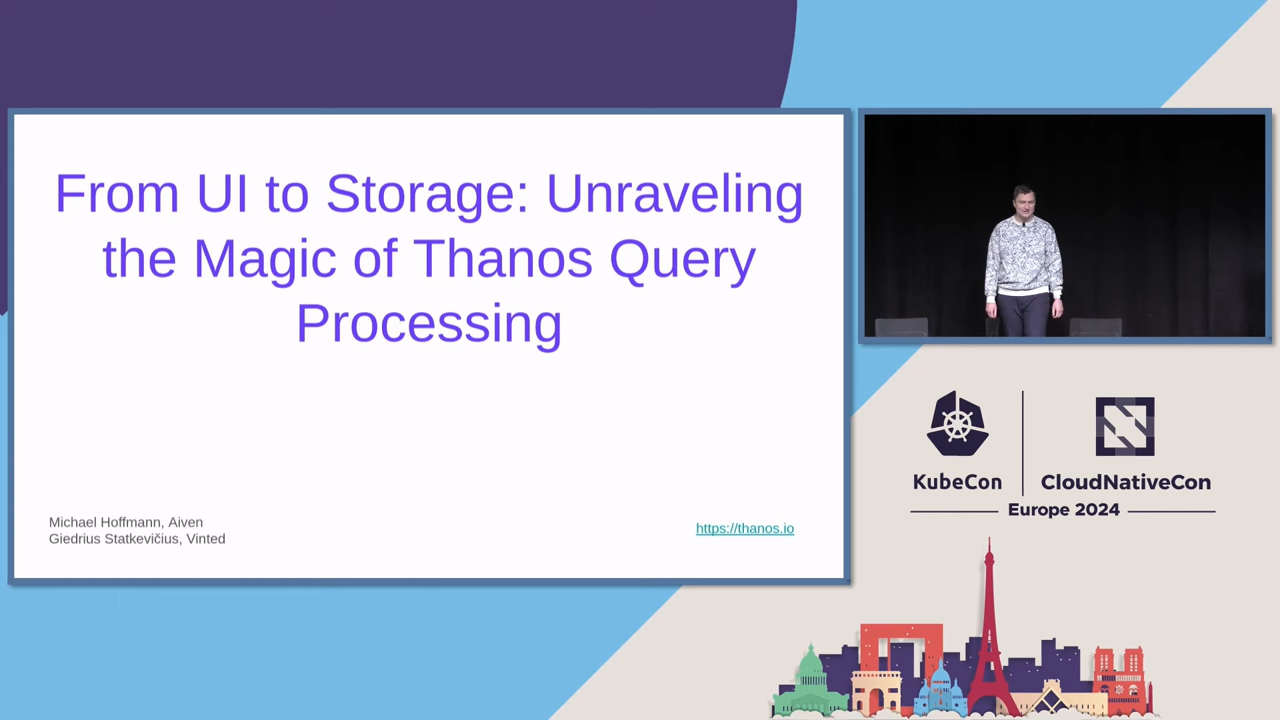 From UI to Storage: Unraveling
the Magic of Thanos Query
Processing
Michael Hoffmann, Aiven
Giedrius Statkevičius, Vinted
https://thanos.io
KubeCon
CloudNativeCon
Europe 2024